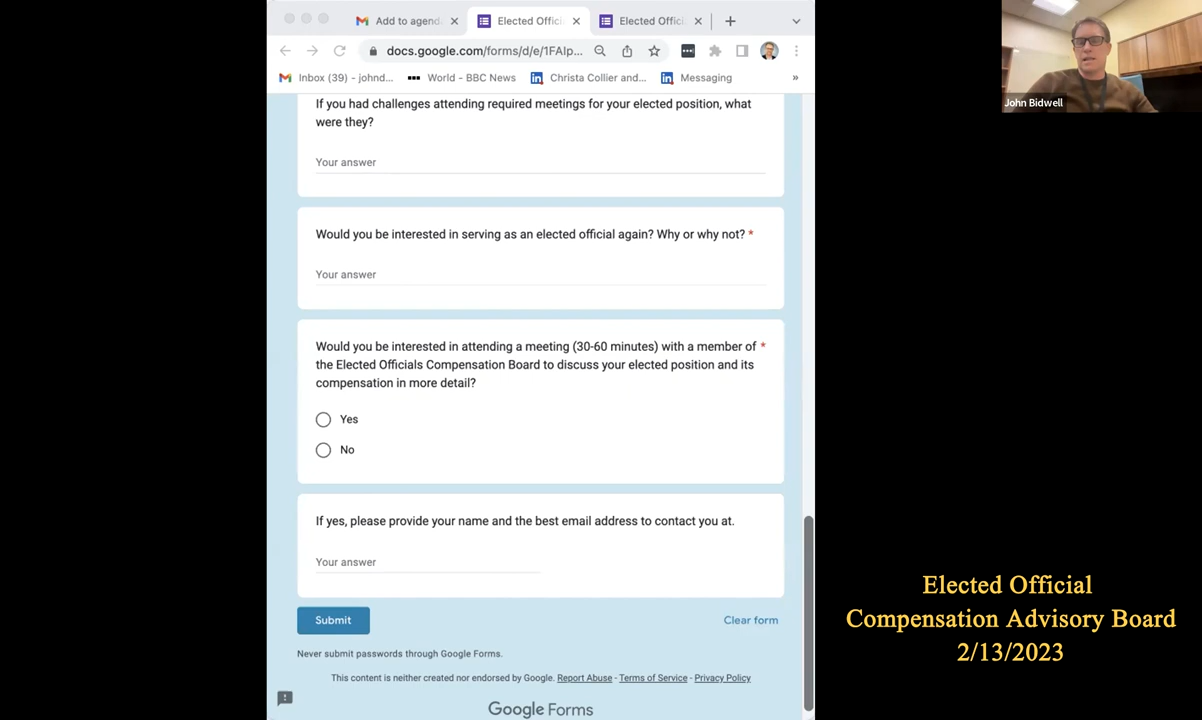 Add to agend
Elected Offici
Elected Offici
docs.google.com/forms/d/e/1FAIp...
Inbox (39) - johnd...
World - BBC News
Christa Collier and...
Messaging
»
If you had challenges attending required meetings for your elected position, what
were they?
Your answer
Would you be interested in serving as an elected official again? Why or why not? *
Your answer
Would you be interested in attending a meeting (30-60 minutes) with a member of *
the Elected Officials Compensation Board to discuss your elected position and its
compensation in more detail?
Yes
No
If yes, please provide your name and the best email address to contact you at.
Your answer
Submit
Clear form
Never submit passwords through Google Forms.
This content is neither created nor endorsed by Google. Report Abuse - Terms of Service - Privacy Policy
Google Forms
John Bidwell
Elected Official
Compensation Advisory Board
2/13/2023